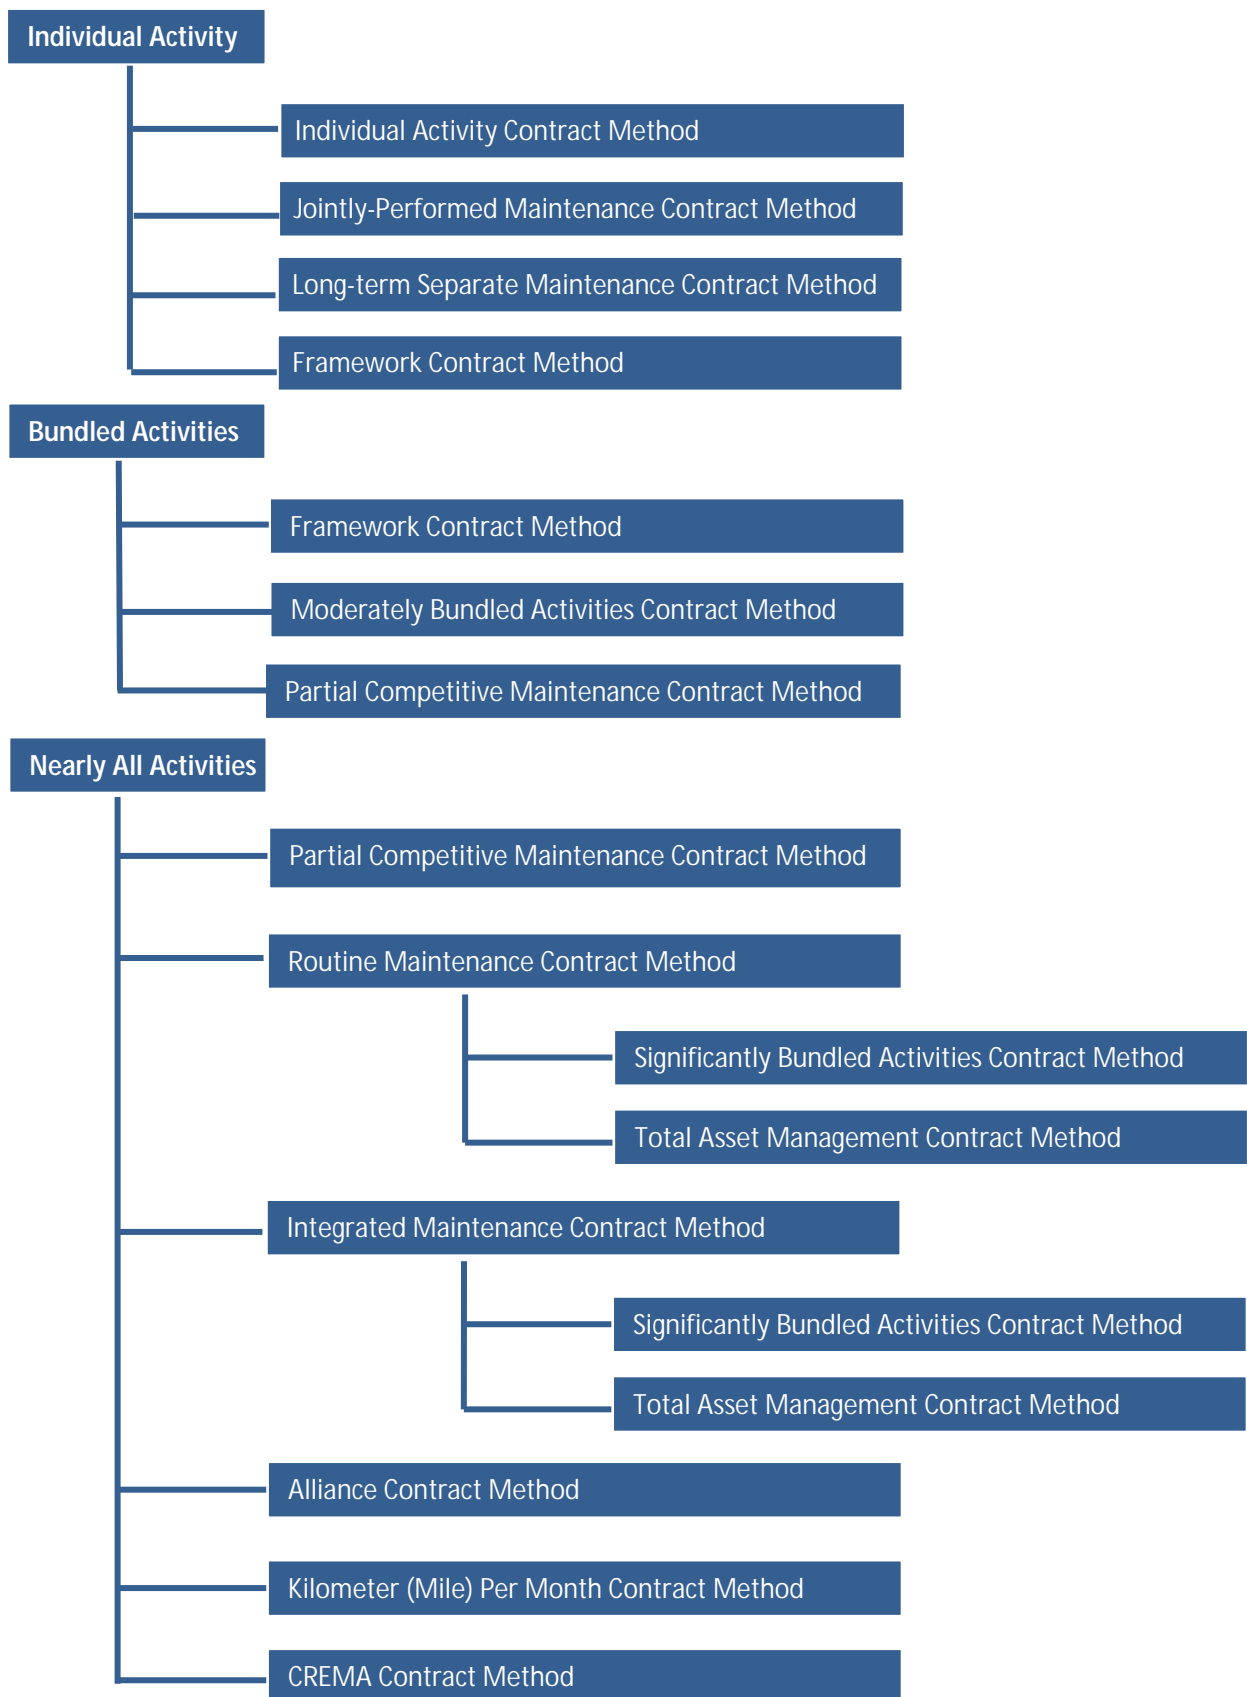 Individual Activity
Individual Activity Contract Method
Jointly-Performed Maintenance Contract Method
Long-term Separate Maintenance Contract Method
Framework Contract Method
Bundled Activities
Framework Contract Method
Moderately Bundled Activities Contract Method
Partial Competitive Maintenance Contract Method
Nearly All Activities
Partial Competitive Maintenance Contract Method
Routine Maintenance Contract Method
Significantly Bundled Activities Contract Method
Total Asset Management Contract Method
Integrated Maintenance Contract Method
Significantly Bundled Activities Contract Method
Total Asset Management Contract Method
Alliance Contract Method
Kilometer (Mile) Per Month Contract Method
CREMA Contract Method